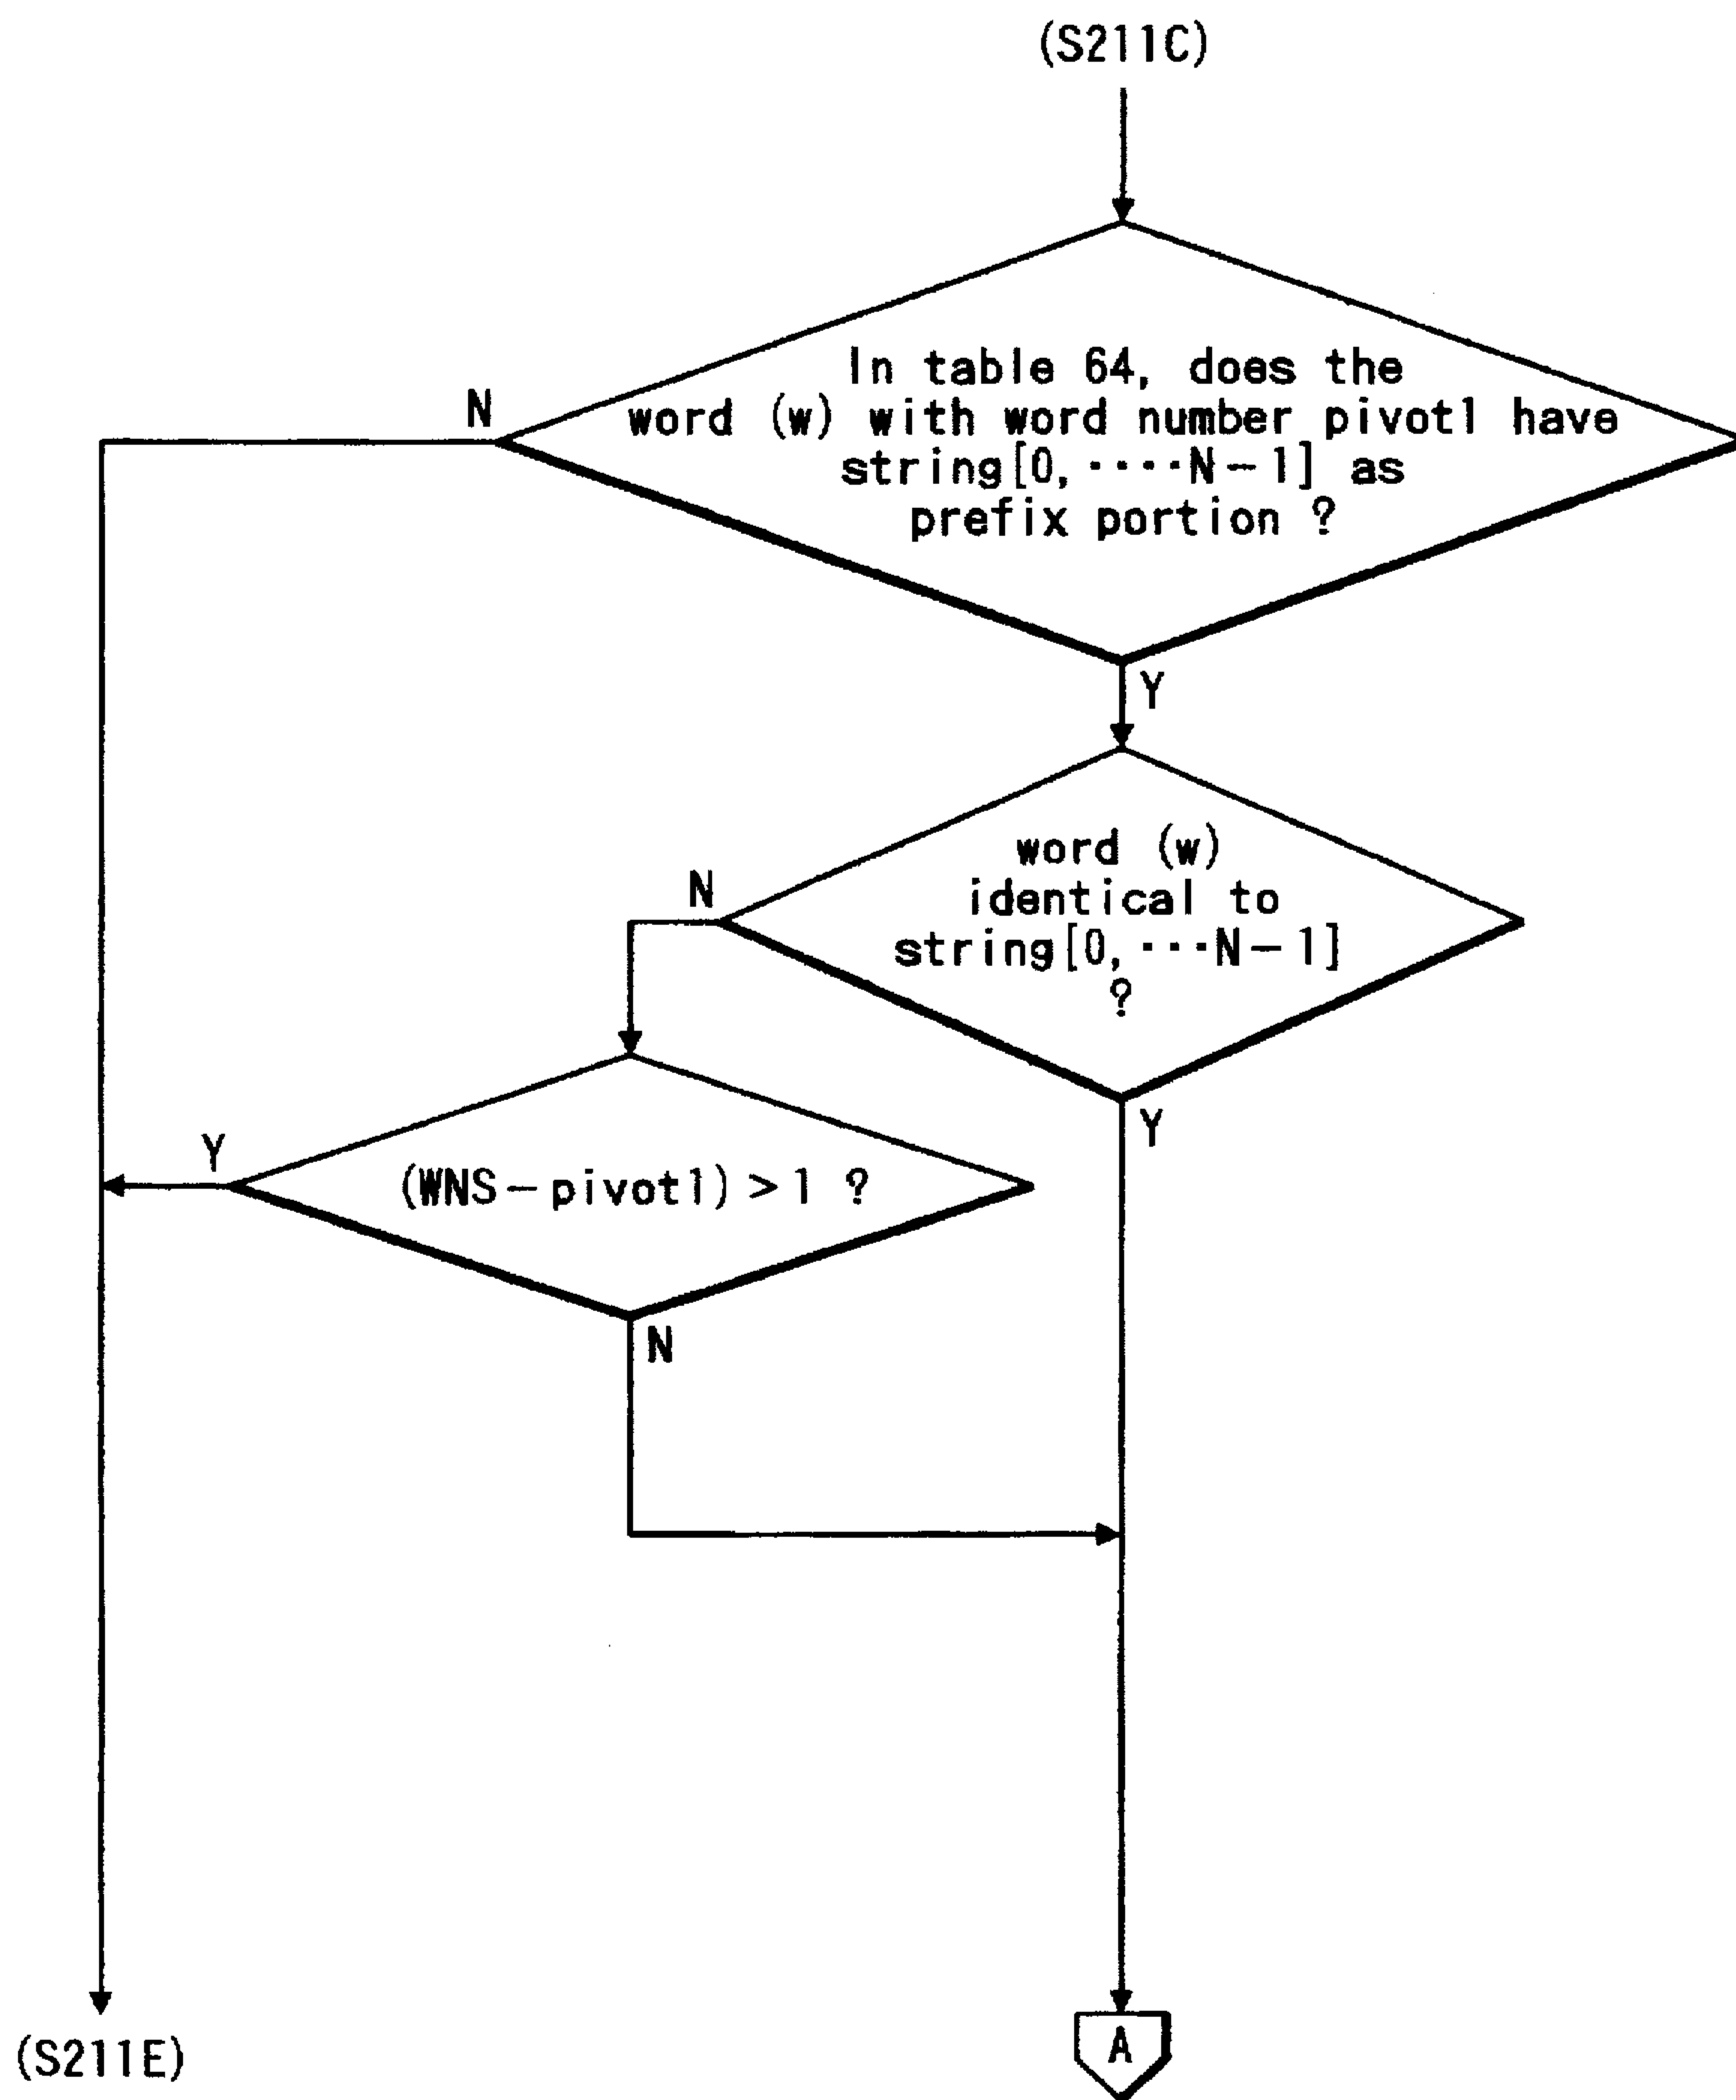 (S211C)
In table 64, does the
N
word (w) with word number pivot1 have
string[0, ····N-1] as
prefix portion ?
Y
word (w)
N
identical to
string[0, ···N-1]
?
Y
Y
(WNS-pivot1) > 1 ?
N
A
(S211E)